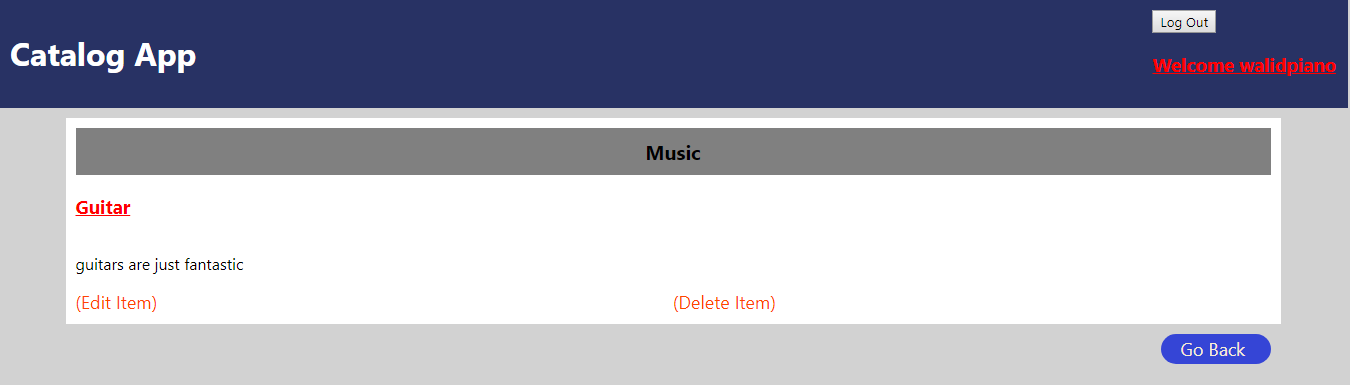 Log Out
Catalog App
Welcome walidpiano
Music
Guitar
guitars are just fantastic
(Edit Item) (Delete Item)
Go Back